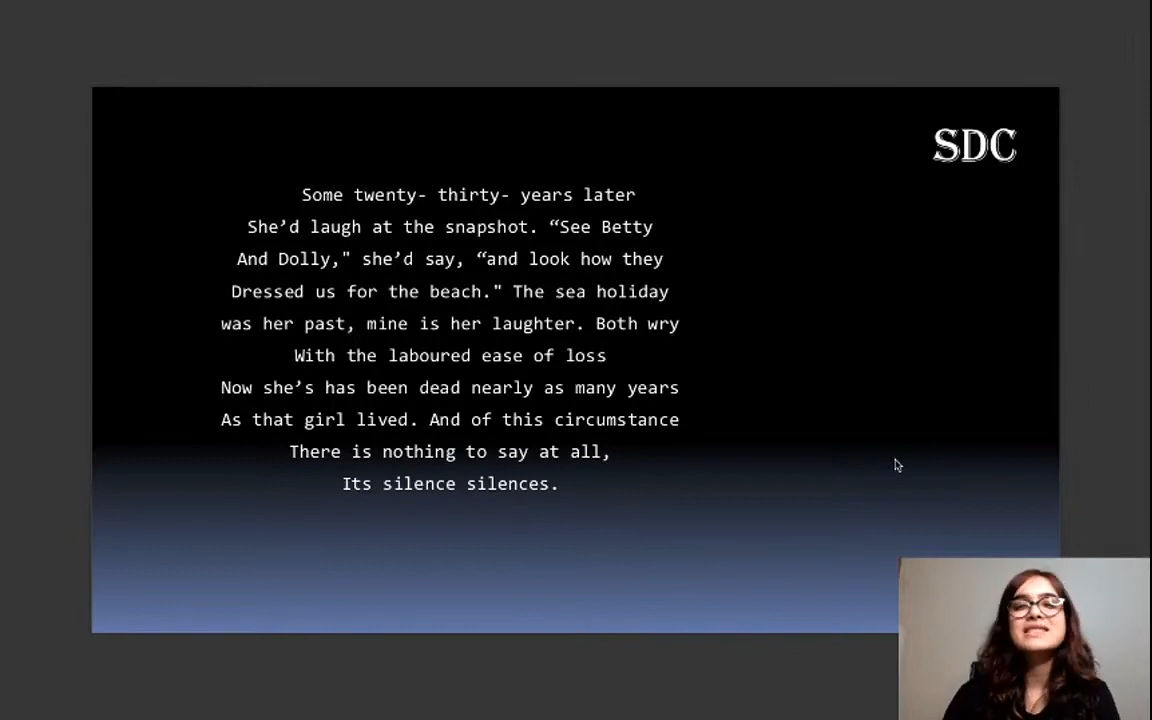 SDC
Some twenty- thirty- years later
She’d laugh at the snapshot. “See Betty
And Dolly," she’d say, “and look how they
Dressed us for the beach." The sea holiday
was her past, mine is her laughter. Both wry
With the laboured ease of loss
Now she’s has been dead nearly as many years
As that girl lived. And of this circumstance
There is nothing to say at all,
Its silence silences.